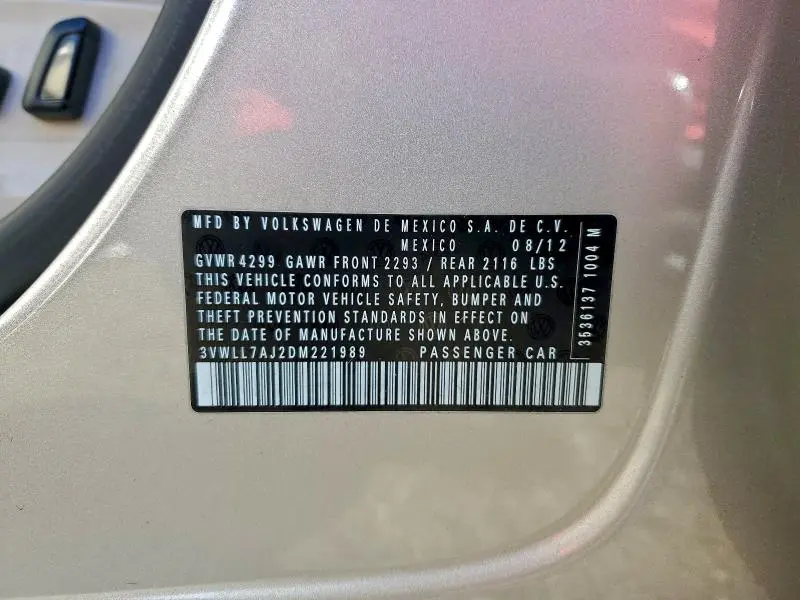 MFD BY VOLKSWAGEN DE MEXICO S.A. DE C.V.
MEXICO 08/12
GVWR 4299 GAWR FRONT 2293 / REAR 2116 LBS
THIS VEHICLE CONFORMS TO ALL APPLICABLE U.S.
FEDERAL MOTOR VEHICLE SAFETY, BUMPER AND
THEFT PREVENTION STANDARDS IN EFFECT ON
THE DATE OF MANUFACTURE SHOWN ABOVE.
3VWLL7AJ2DM221989 PASSENGER CAR
3536137 1004 M